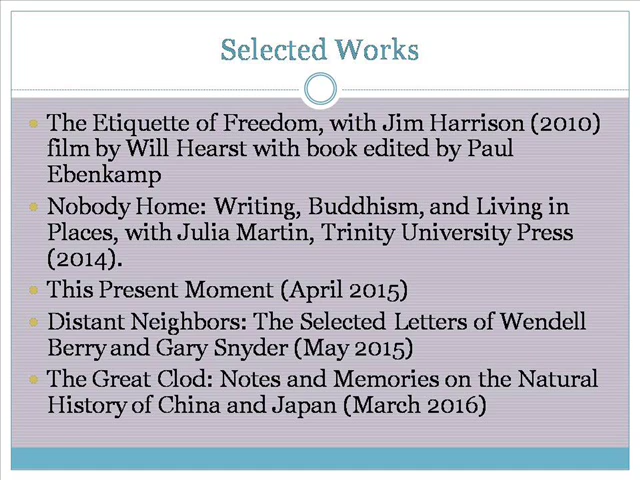 Selected Works
The Etiquette of Freedom, with Jim Harrison (2010)
film by Will Hearst with book edited by Paul
Ebenkamp
Nobody Home: Writing, Buddhism, and Living in
Places, with Julia Martin, Trinity University Press
(2014).
This Present Moment (April 2015)
Distant Neighbors: The Selected Letters of Wendell
Berry and Gary Snyder (May 2015)
The Great Clod: Notes and Memories on the Natural
History of China and Japan (March 2016)